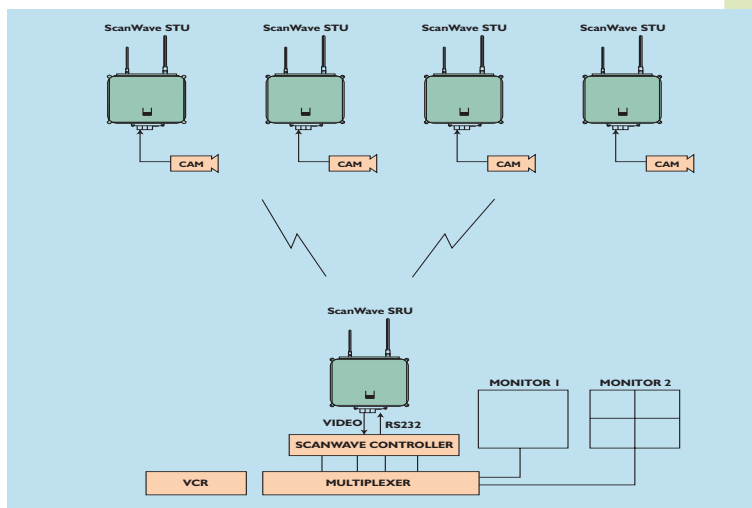 ScanWave STU
ScanWave STU
ScanWave STU
ScanWave STU
CAM
CAM
CAM
CAM
ScanWave SRU
MONITOR 1
MONITOR 2
VIDEO
RS232
SCANWAVE CONTROLLER
VCR
MULTIPLEXER